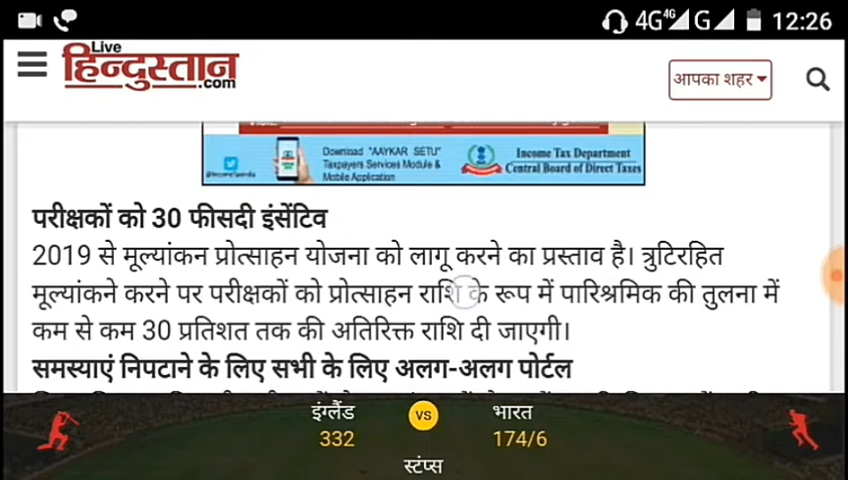 4G 4G G 12:26
Live
हिन्दुस्तान
.com
आपका शहर
Download "AAYKAR SETU"
Taxpayers Services Module &
Mobile Application
Income Tax Department
Central Board of Direct Taxes
परीक्षकों को 30 फीसदी इंसेंटिव
2019 से मूल्यांकन प्रोत्साहन योजना को लागू करने का प्रस्ताव है। त्रुटिरहित
मूल्यांकने करने पर परीक्षकों को प्रोत्साहन राशि के रूप में पारिश्रमिक की तुलना में
कम से कम 30 प्रतिशत तक की अतिरिक्त राशि दी जाएगी।
समस्याएं निपटाने के लिए सभी के लिए अलग-अलग पोर्टल
इंग्लैंड vs भारत
332 174/6
स्टंप्स